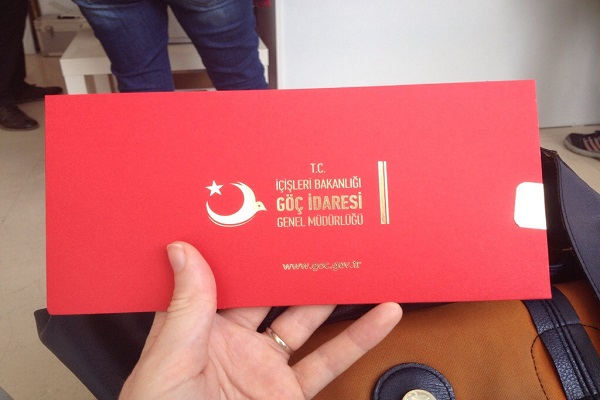 T.C.
İÇİŞLERİ BAKANLIĞI
GÖÇ İDARESİ
GENEL MÜDÜRLÜĞÜ
www.goc.gov.tr